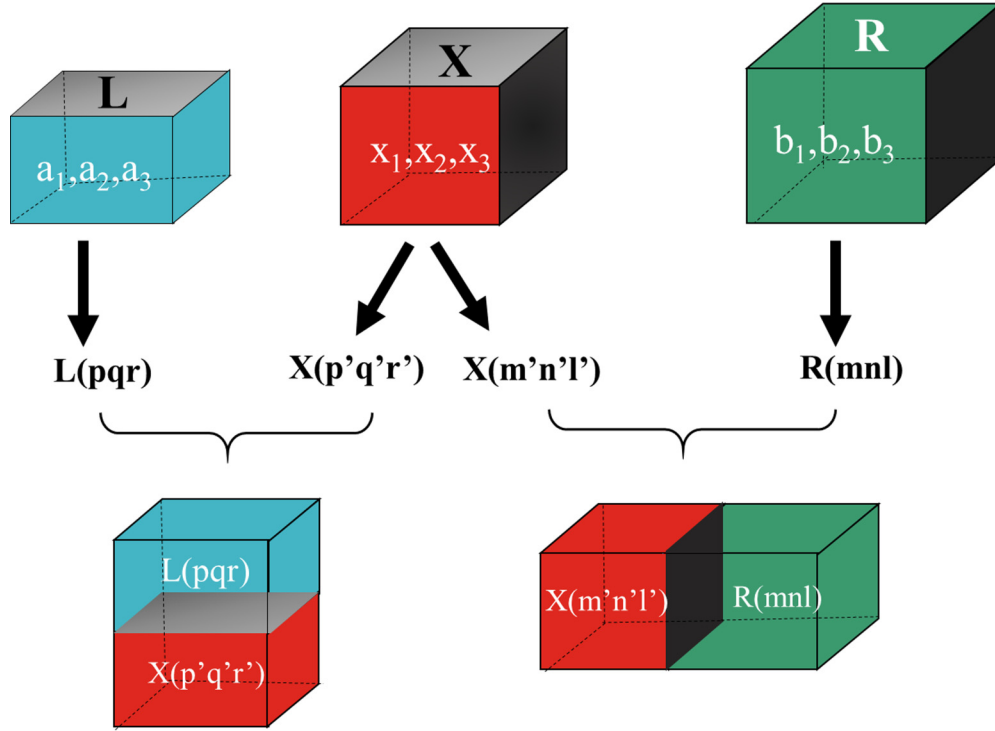 L
X
R
a₁,a₂,a₃
x₁,x₂,x₃
b₁,b₂,b₃
L(pqr)
X(p’q’r’)
X(m’n’l’)
R(mnl)
L(pqr)
X(p’q’r’)
X(m’n'l’)
R(mnl)